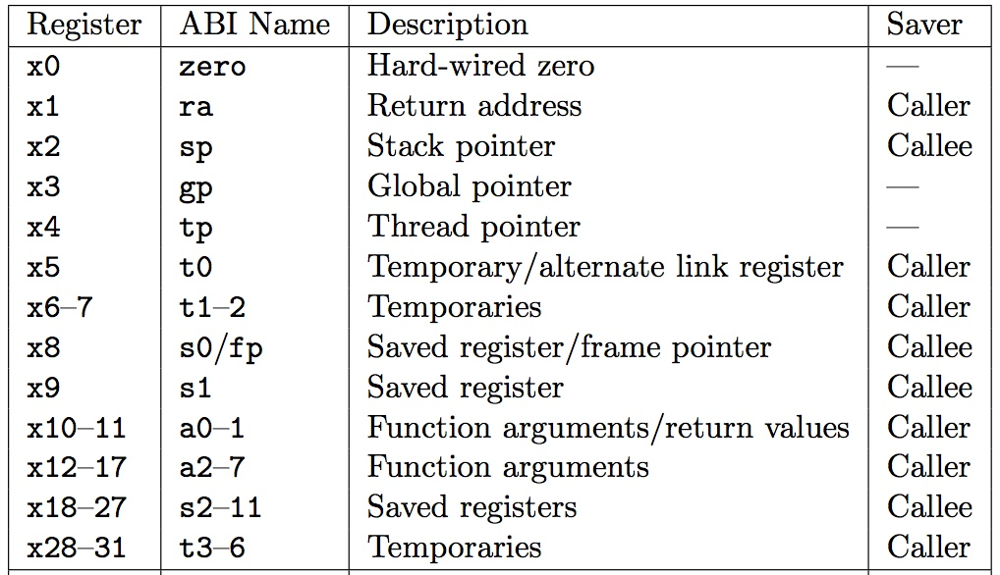 Register ABI Name Description Saver
x0 zero Hard-wired zero —
x1 ra Return address Caller
x2 sp Stack pointer Callee
x3 gp Global pointer —
x4 tp Thread pointer —
x5 t0 Temporary/alternate link register Caller
x6–7 t1–2 Temporaries Caller
x8 s0/fp Saved register/frame pointer Callee
x9 s1 Saved register Callee
x10–11 a0–1 Function arguments/return values Caller
x12–17 a2–7 Function arguments Caller
x18–27 s2–11 Saved registers Callee
x28–31 t3–6 Temporaries Caller